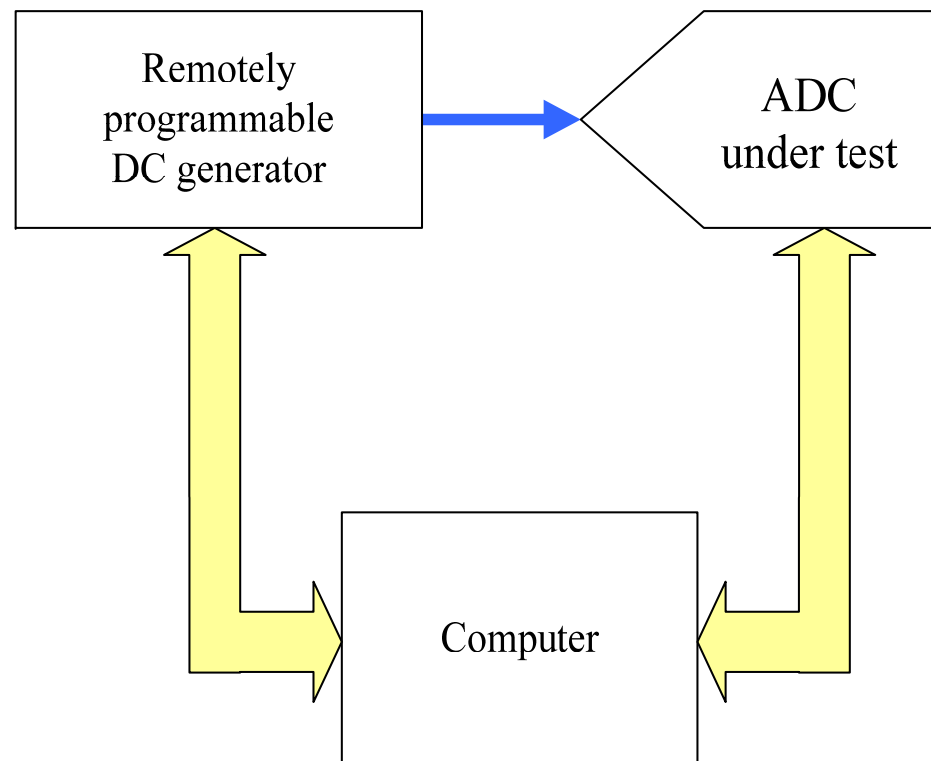 Remotely
programmable
DC generator
ADC
under test
Computer